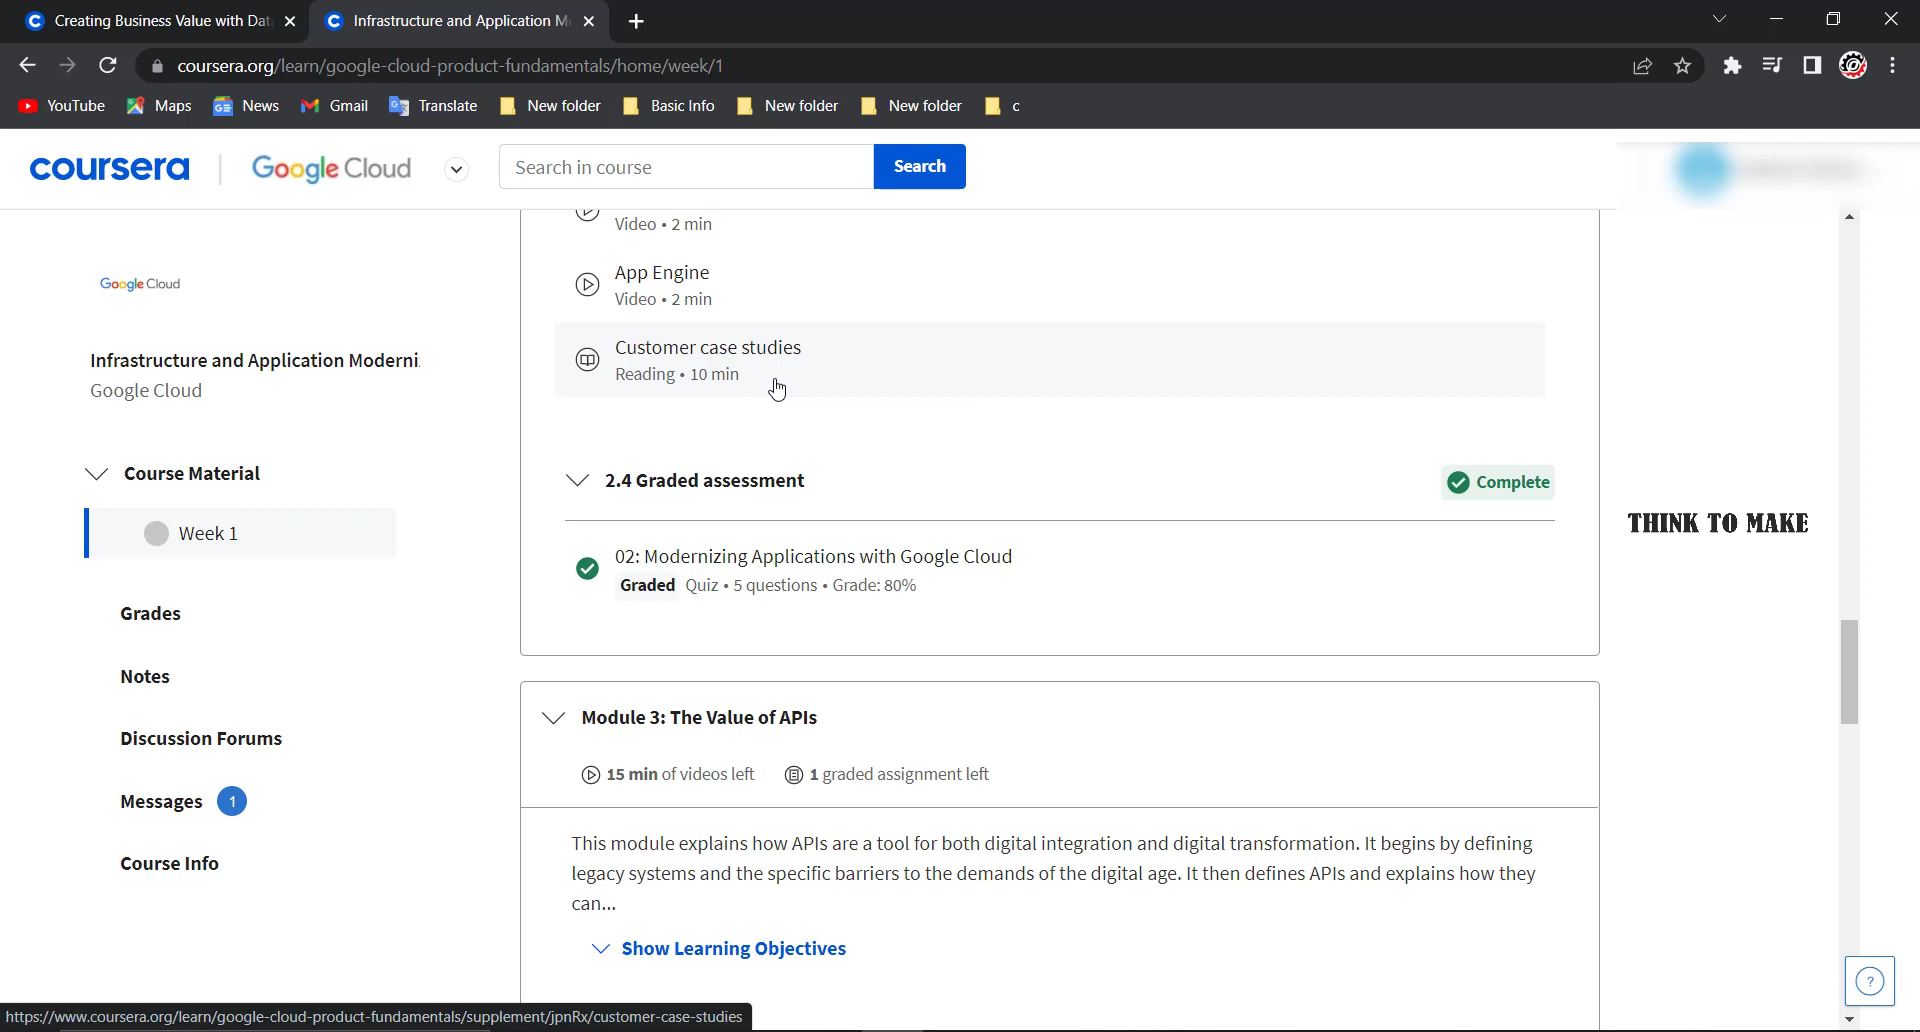 Creating Business Value with Dat
Infrastructure and Application M
coursera.org/learn/google-cloud-product-fundamentals/home/week/1
YouTube
Maps
News
Gmail
Translate
New folder
Basic Info
New folder
New folder
c
coursera
Google Cloud
Search in course
Search
Video • 2 min
App Engine
Video • 2 min
Google Cloud
Customer case studies
Reading • 10 min
Infrastructure and Application Moderni
Google Cloud
Course Material
2.4 Graded assessment
Complete
Week 1
THINK TO MAKE
02: Modernizing Applications with Google Cloud
Graded Quiz • 5 questions • Grade: 80%
Grades
Notes
Discussion Forums
Messages 1
Course Info
Module 3: The Value of APIs
15 min of videos left
1 graded assignment left
This module explains how APIs are a tool for both digital integration and digital transformation. It begins by defining
legacy systems and the specific barriers to the demands of the digital age. It then defines APIs and explains how they
can...
Show Learning Objectives
?
https://www.coursera.org/learn/google-cloud-product-fundamentals/supplement/jpnRx/customer-case-studies